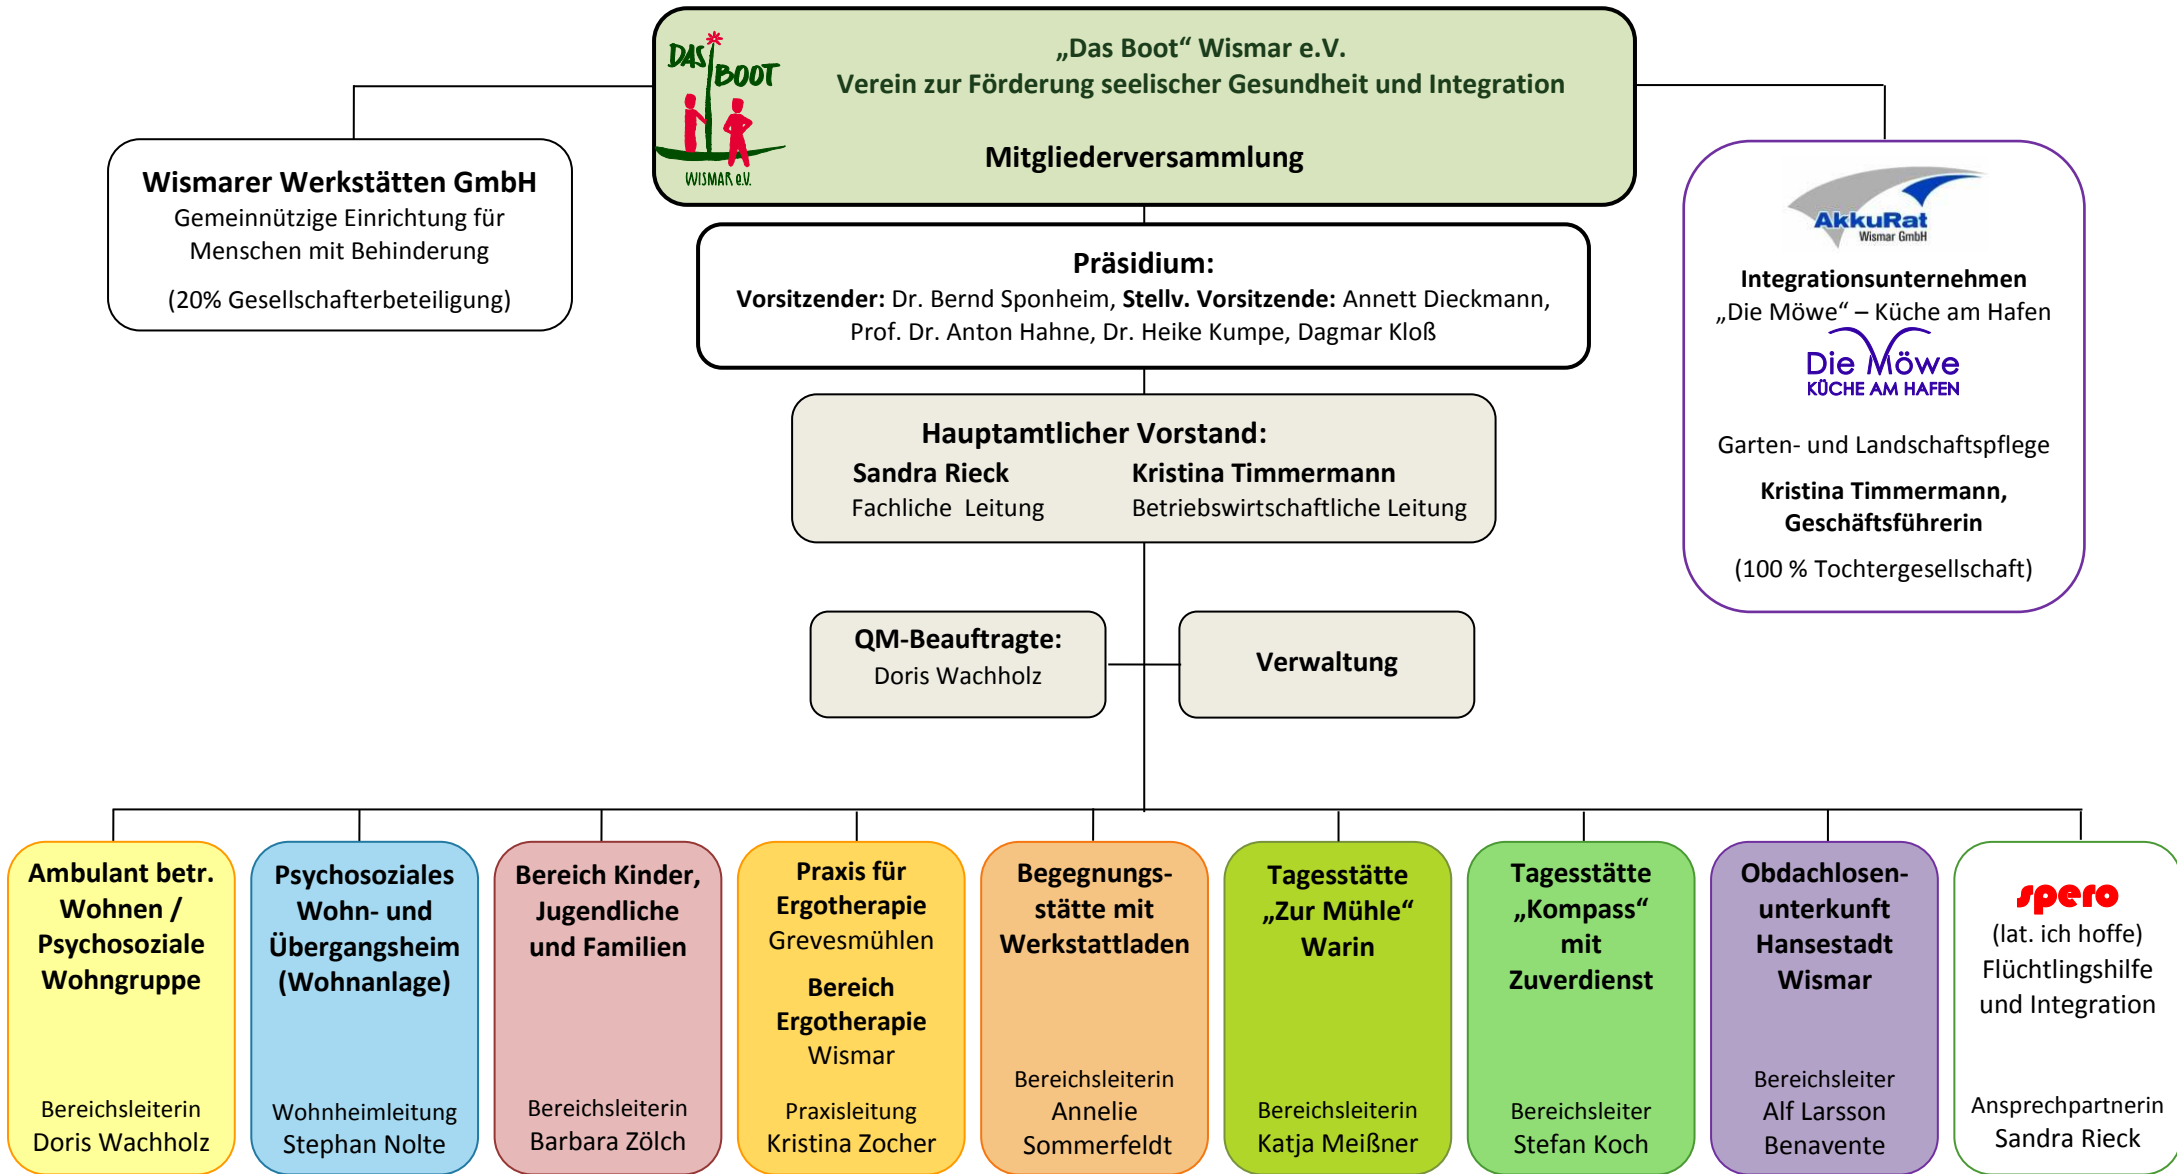 DAS BOOT
WISMAR e.V.
„Das Boot“ Wismar e.V.
Verein zur Förderung seelischer Gesundheit und Integration
Mitgliederversammlung
Wismarer Werkstätten GmbH
Gemeinnützige Einrichtung für
Menschen mit Behinderung
(20% Gesellschafterbeteiligung)
Präsidium:
Vorsitzender: Dr. Bernd Sponheim, Stellv. Vorsitzende: Annett Dieckmann,
Prof. Dr. Anton Hahne, Dr. Heike Kumpe, Dagmar Kloß
AkkuRat
Wismar GmbH
Integrationsunternehmen
„Die Möwe“ – Küche am Hafen
Die Möwe
KÜCHE AM HAFEN
Garten- und Landschaftspflege
Kristina Timmermann,
Geschäftsführerin
(100 % Tochtergesellschaft)
Hauptamtlicher Vorstand:
Sandra Rieck
Fachliche Leitung
Kristina Timmermann
Betriebswirtschaftliche Leitung
QM-Beauftragte:
Doris Wachholz
Verwaltung
Ambulant betr.
Wohnen /
Psychosoziale
Wohngruppe
Bereichsleiterin
Doris Wachholz
Psychosoziales
Wohn- und
Übergangsheim
(Wohnanlage)
Wohnheimleitung
Stephan Nolte
Bereich Kinder,
Jugendliche
und Familien
Bereichsleiterin
Barbara Zölch
Praxis für
Ergotherapie
Grevesmühlen
Bereich
Ergotherapie
Wismar
Praxisleitung
Kristina Zocher
Begegnungs-
stätte mit
Werkstattladen
Bereichsleiterin
Annelie
Sommerfeldt
Tagesstätte
„Zur Mühle“
Warin
Bereichsleiterin
Katja Meißner
Tagesstätte
„Kompass“
mit
Zuverdienst
Bereichsleiter
Stefan Koch
Obdachlosen-
unterkunft
Hansestadt
Wismar
Bereichsleiter
Alf Larsson
Benavente
spero
(lat. ich hoffe)
Flüchtlingshilfe
und Integration
Ansprechpartnerin
Sandra Rieck